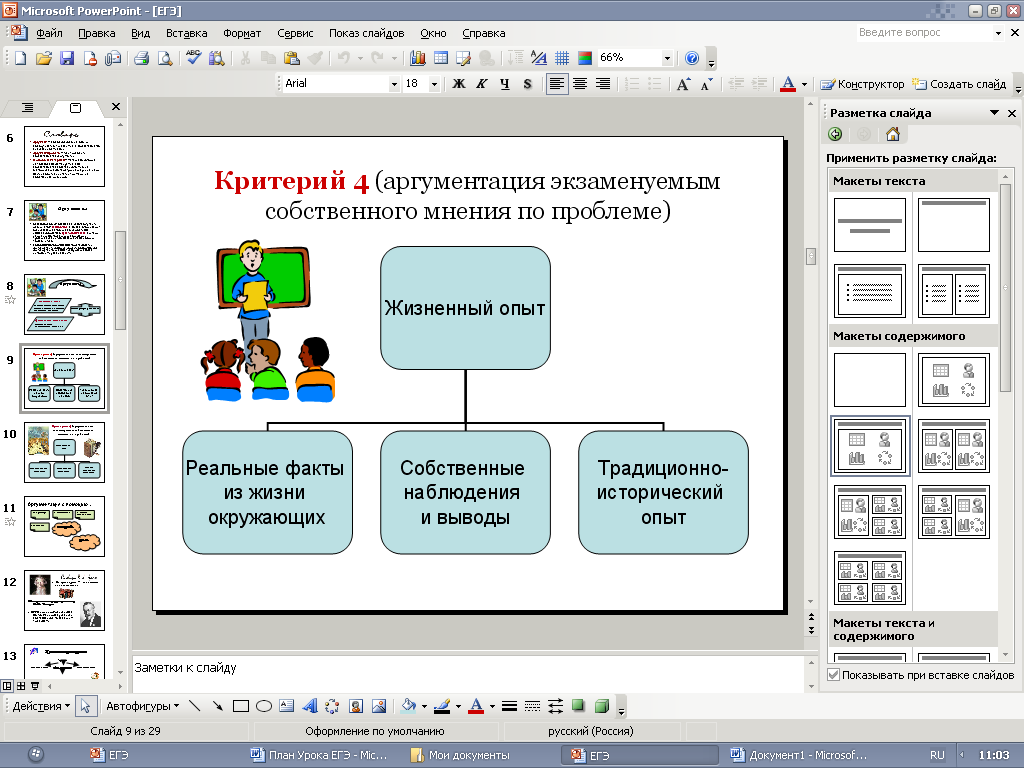 Microsoft PowerPoint - [ЕГЭ]
Файл Правка Вид Вставка Формат Сервис Показ слайдов Окно Справка
Введите вопрос
66%
Arial 18 Ж К Ч S
Конструктор Создать слайд
6
7
8
9
10
11
12
13
Критерий 4 (аргументация экзаменуемым
собственного мнения по проблеме)
Жизненный опыт
Реальные факты
из жизни
окружающих
Собственные
наблюдения
и выводы
Традиционно-
исторический
опыт
Заметки к слайду
Разметка слайда
Применить разметку слайда:
Макеты текста
Макеты содержимого
Макеты текста и
содержимого
Показывать при вставке слайдов
Действия Автофигуры
Слайд 9 из 29
Оформление по умолчанию
русский (Россия)
ЕГЭ
План Урока ЕГЭ - Mic...
Мои документы
ЕГЭ
Документ1 - Microsof...
RU
11:03